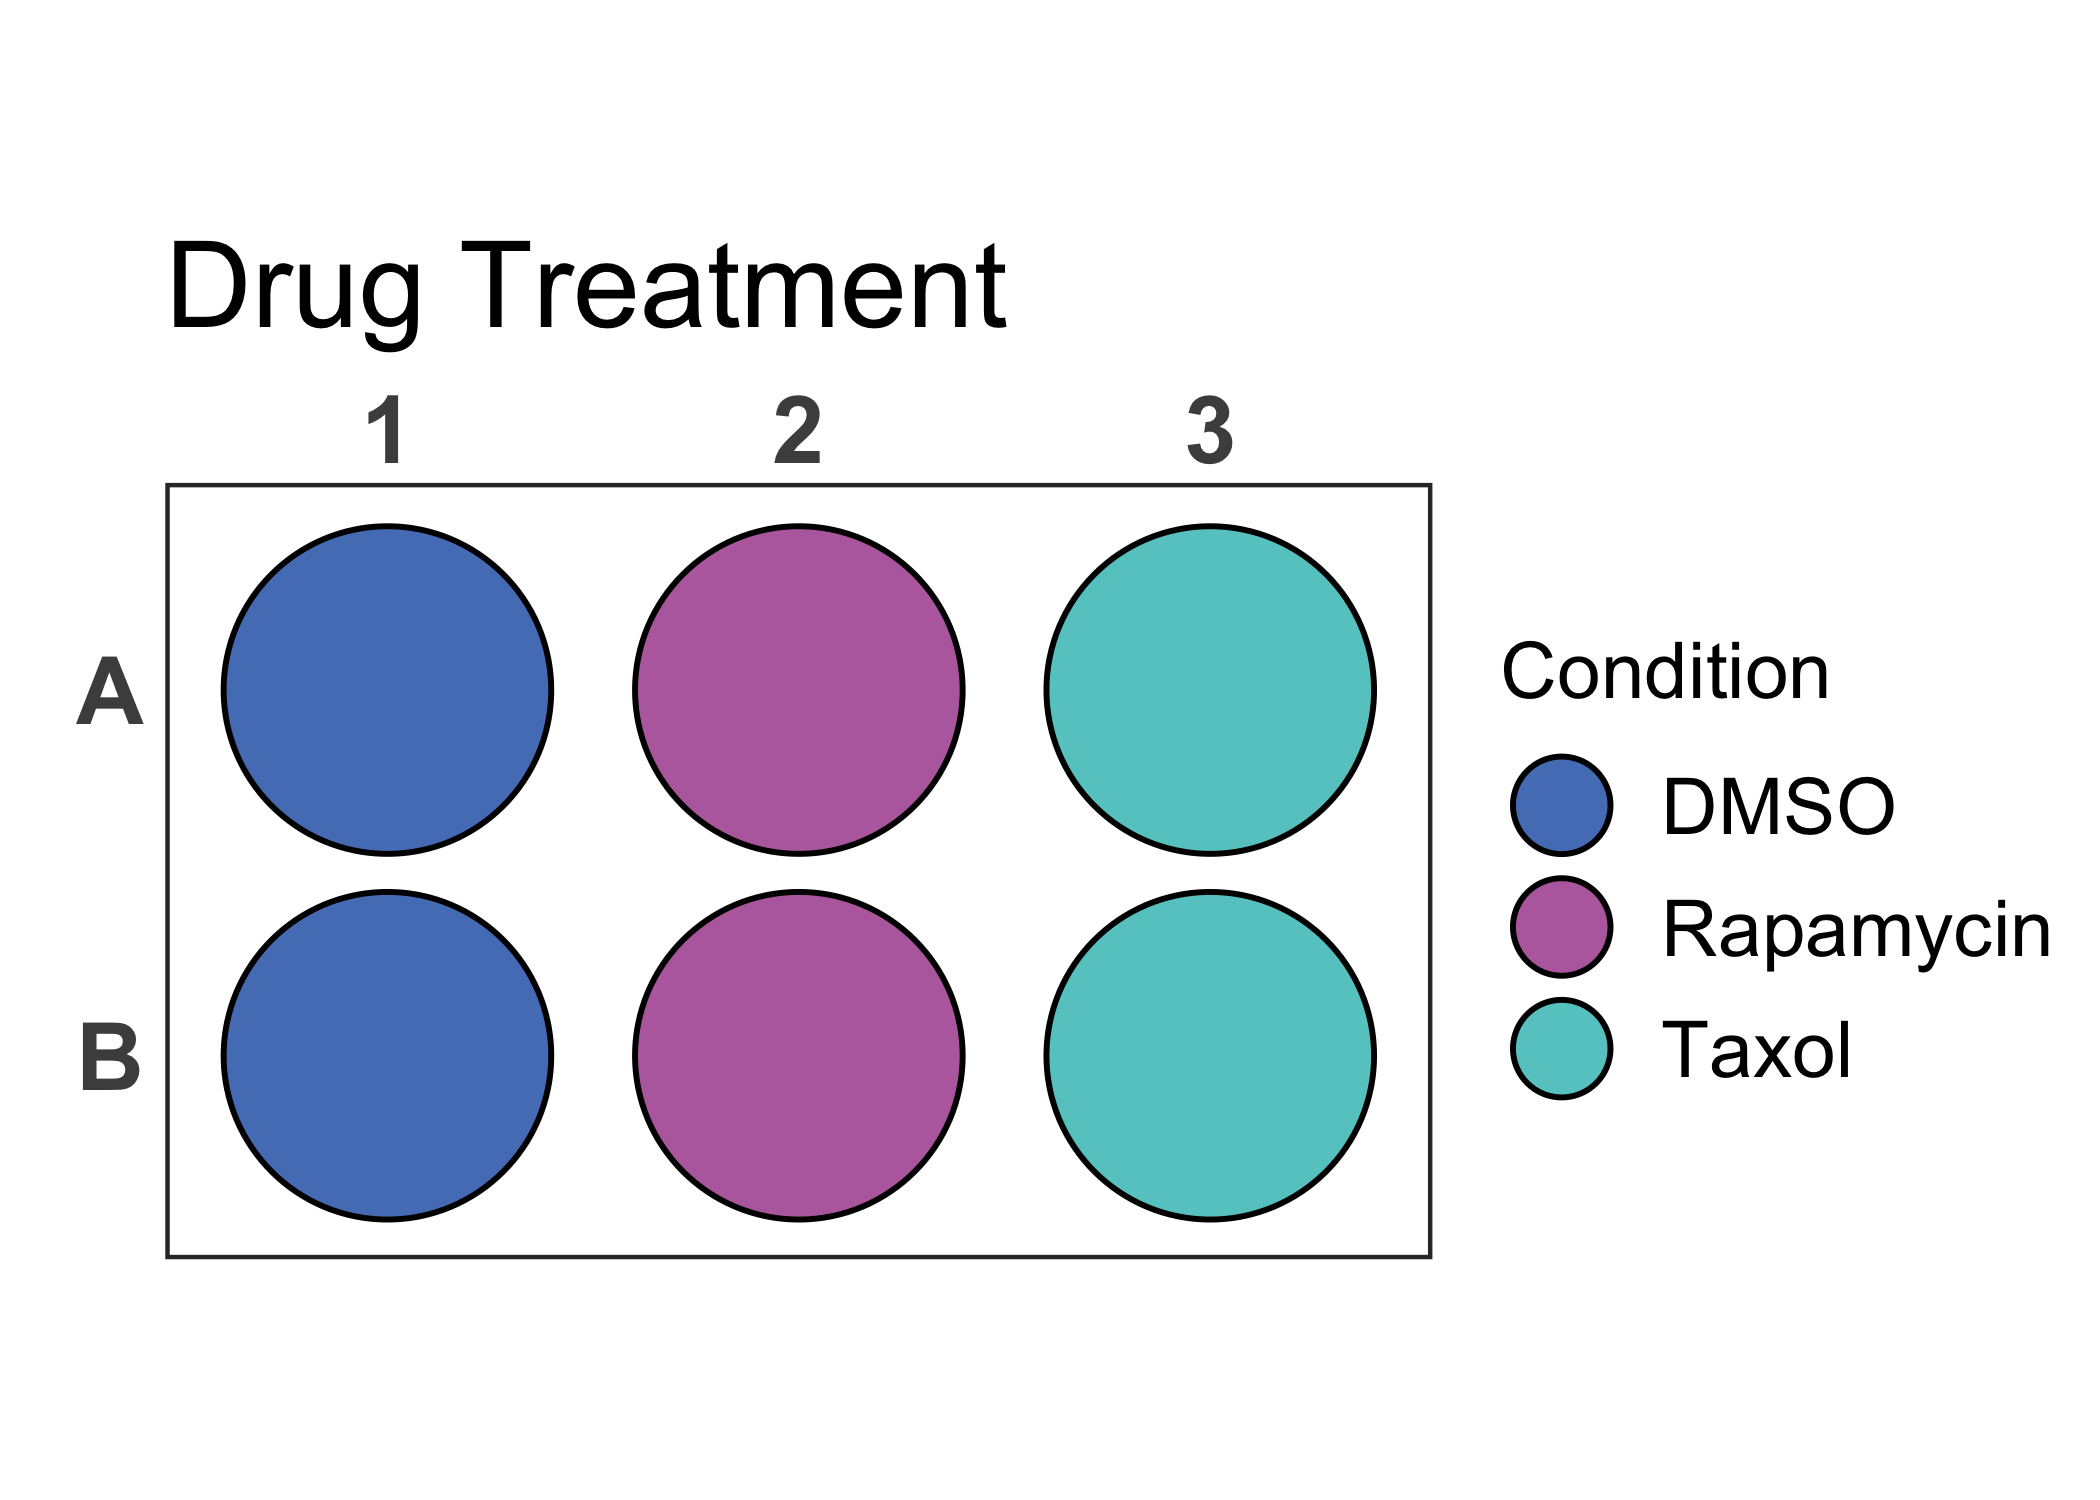 Drug Treatment
1 2 3
A
B
Condition
DMSO
Rapamycin
Taxol